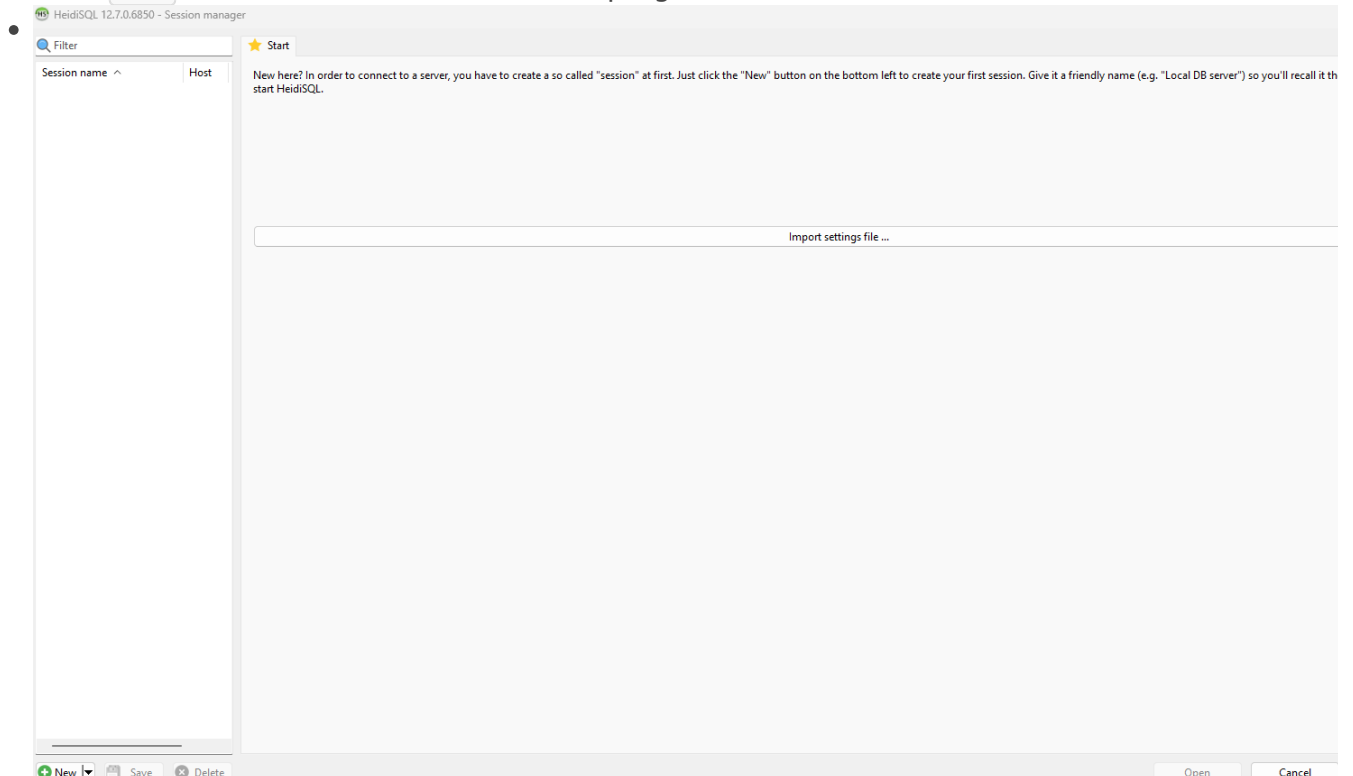 HeidiSQL 12.7.0.6850 - Session manager
Filter
Start
Session name
Host
New here? In order to connect to a server, you have to create a so called "session" at first. Just click the "New" button on the bottom left to create your first session. Give it a friendly name (e.g. "Local DB server") so you'll recall it th
start HeidiSQL.
Import settings file ...
New
Save
Delete
Open
Cancel